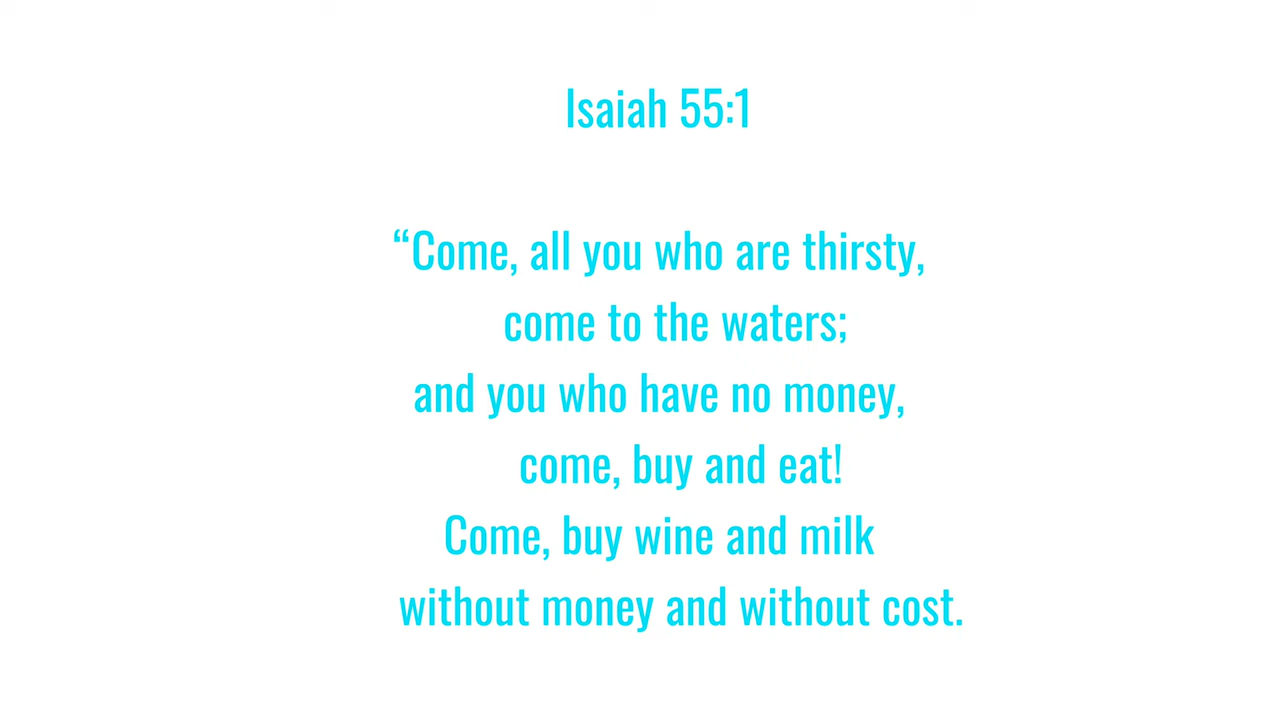 Isaiah 55:1
“Come, all you who are thirsty,
come to the waters;
and you who have no money,
come, buy and eat!
Come, buy wine and milk
without money and without cost.